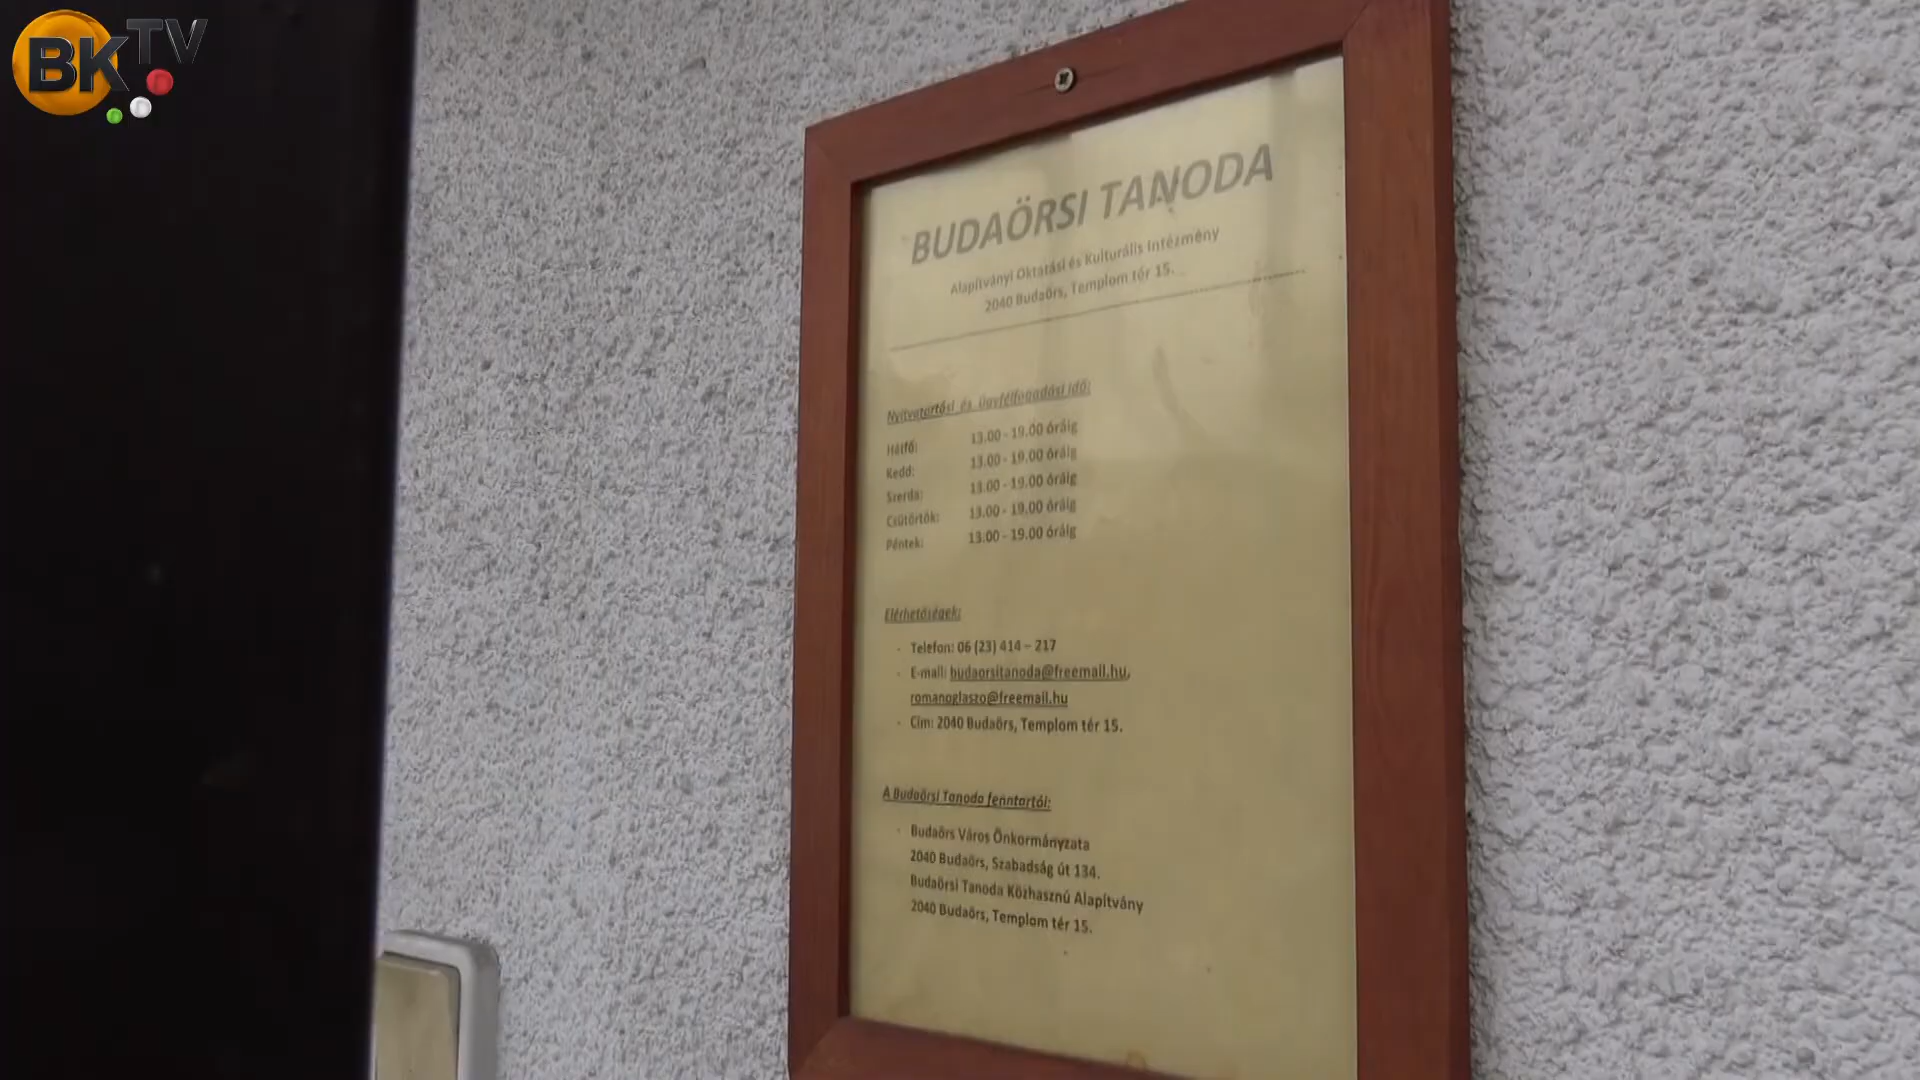 BKTV
BUDAÖRSI TANODA
Alapítványi Oktatási és Kulturális Intézmény
2040 Budaörs, Templom tér 15.
Nyitvatartási és ügyfélfogadási idő:
Hétfő: 13.00 - 19.00 óráig
Kedd: 13.00 - 19.00 óráig
Szerda: 13.00 - 19.00 óráig
Csütörtök: 13.00 - 19.00 óráig
Péntek: 13.00 - 19.00 óráig
Elérhetőségek:
- Telefon: 06 (23) 414 – 217
- E-mail: budaorsitanoda@freemail.hu,
romanoglaszo@freemail.hu
- Cím: 2040 Budaörs, Templom tér 15.
A Budaörsi Tanoda fenntartói:
- Budaörs Város Önkormányzata
2040 Budaörs, Szabadság út 134.
Budaörsi Tanoda Közhasznú Alapítvány
2040 Budaörs, Templom tér 15.